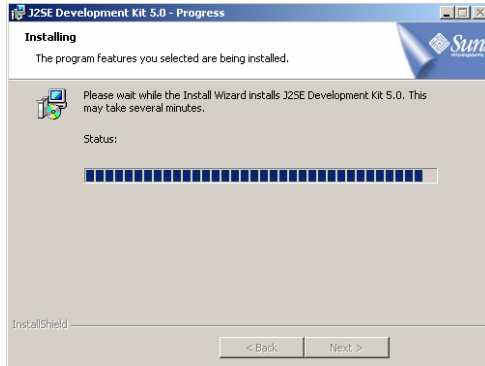 J2SE Development Kit 5.0 - Progress
Installing
The program features you selected are being installed.
Sun
microsystems
Please wait while the Install Wizard installs J2SE Development Kit 5.0. This
may take several minutes.
Status:
InstallShield
< Back
Next >